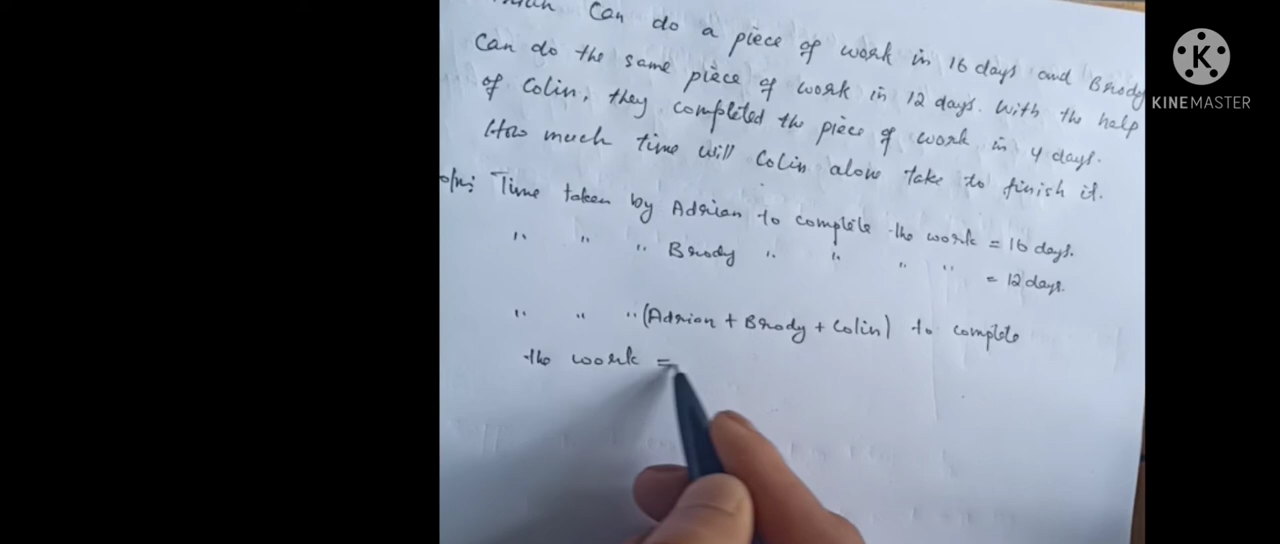 can do a piece of work in 16 days and Brody
can do the same piece of work in 12 days. With the help
of Colin, they completed the piece of work in 4 days.
How much time will Colin alone take to finish it.
Time taken by Adrian to complete the work = 16 days.
" " " Brody " " " " = 12 days.
" " " (Adrian + Brody + Colin) to complete
the work =
K
KINEMASTER